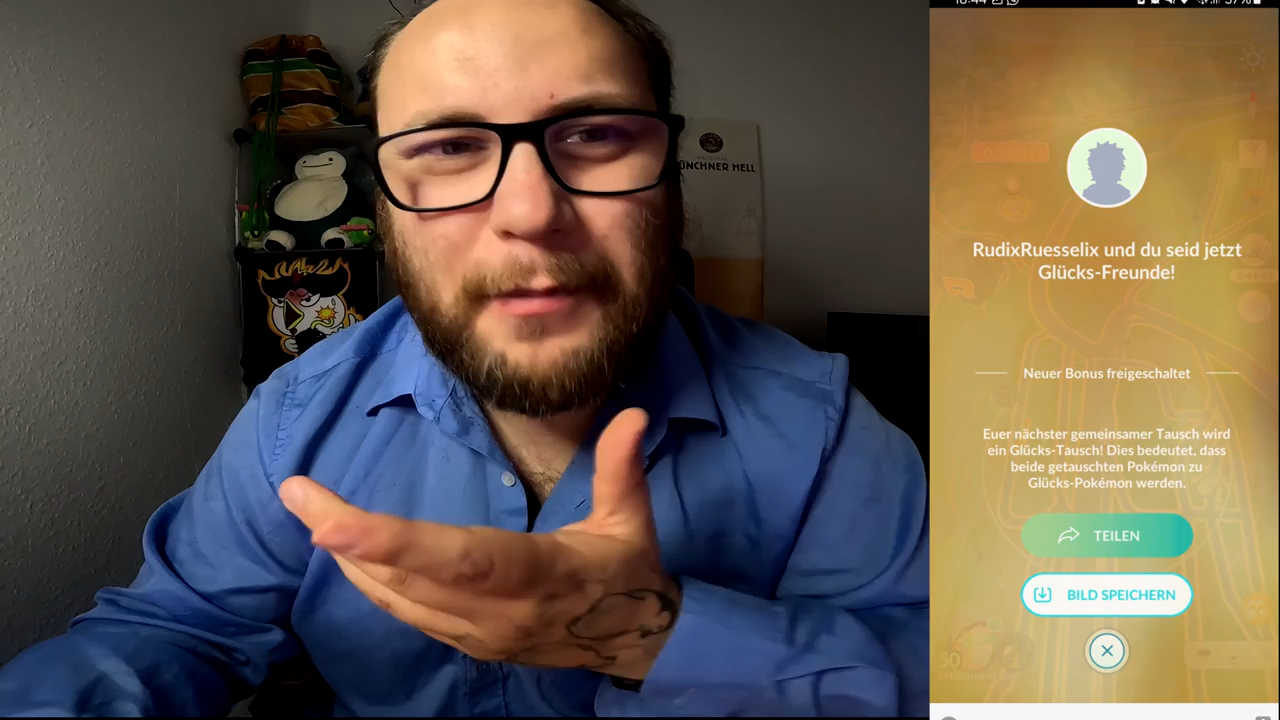 MÜNCHNER HELL
RudixRuesselix und du seid jetzt
Glücks-Freunde!
Neuer Bonus freigeschaltet
Euer nächster gemeinsamer Tausch wird
ein Glücks-Tausch! Dies bedeutet, dass
beide getauschten Pokémon zu
Glücks-Pokémon werden.
TEILEN
BILD SPEICHERN
50